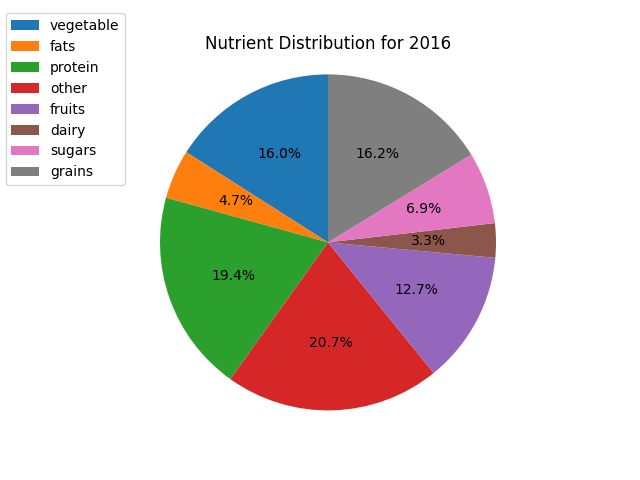 Nutrient Distribution for 2016
vegetable
fats
protein
other
fruits
dairy
sugars
grains
16.0%
16.2%
4.7%
6.9%
3.3%
19.4%
12.7%
20.7%